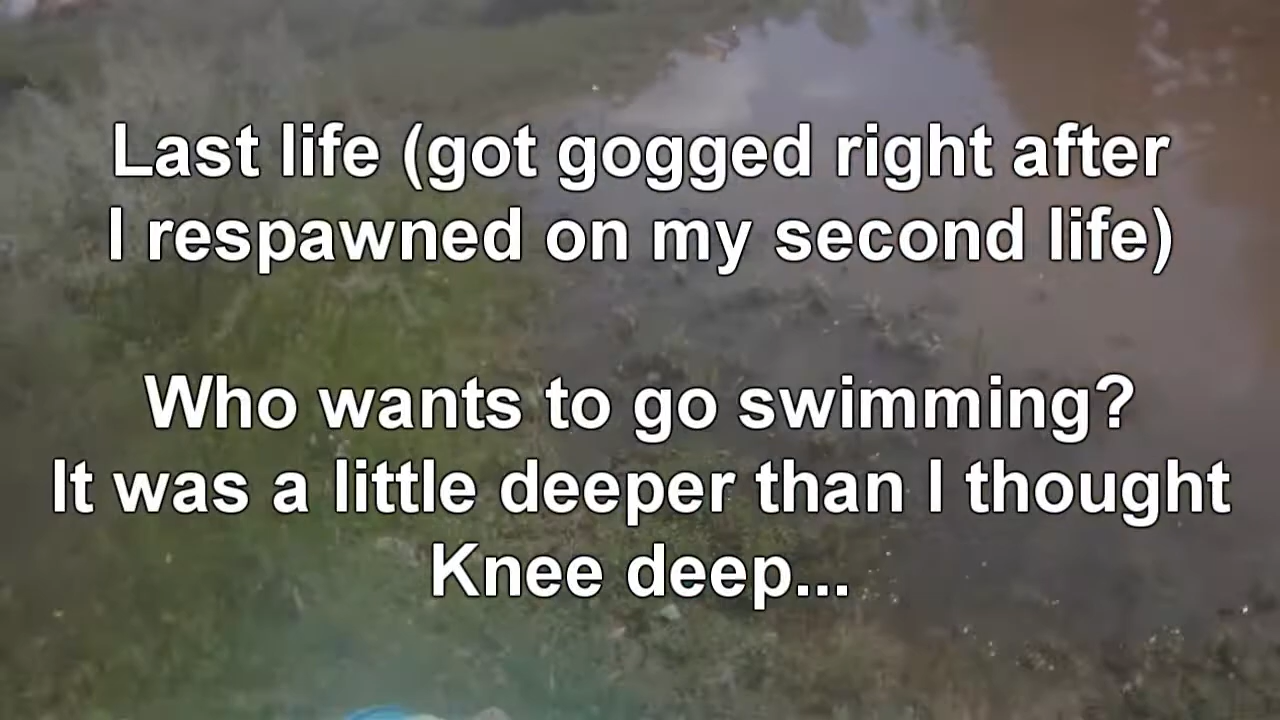 Last life (got gogged right after
I respawned on my second life)
Who wants to go swimming?
It was a little deeper than I thought
Knee deep...